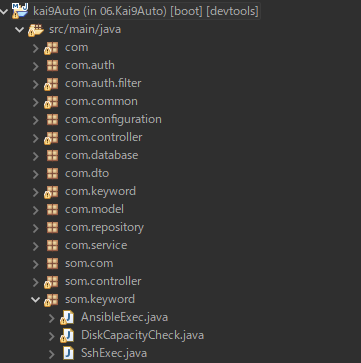 kai9Auto (in 06.Kai9Auto) [boot] [devtools]
src/main/java
com
com.auth
com.auth.filter
com.common
com.configuration
com.controller
com.database
com.dto
com.keyword
com.model
com.repository
com.service
som.com
som.controller
som.keyword
AnsibleExec.java
DiskCapacityCheck.java
SshExec.java